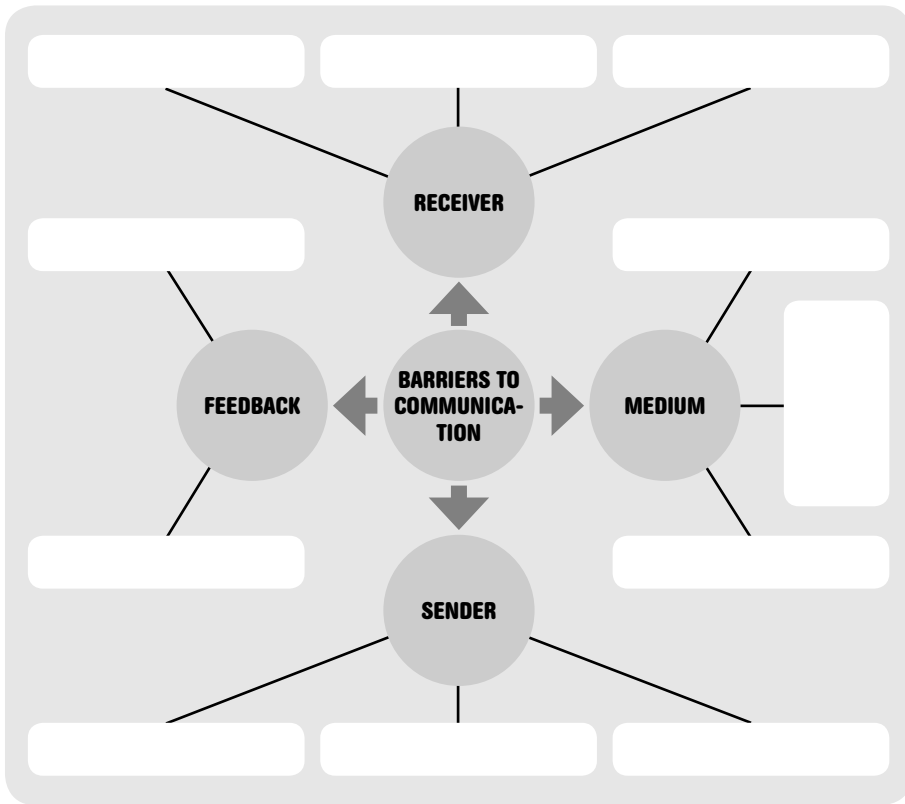 RECEIVER
FEEDBACK
BARRIERS TO
COMMUNICA-
TION
MEDIUM
SENDER